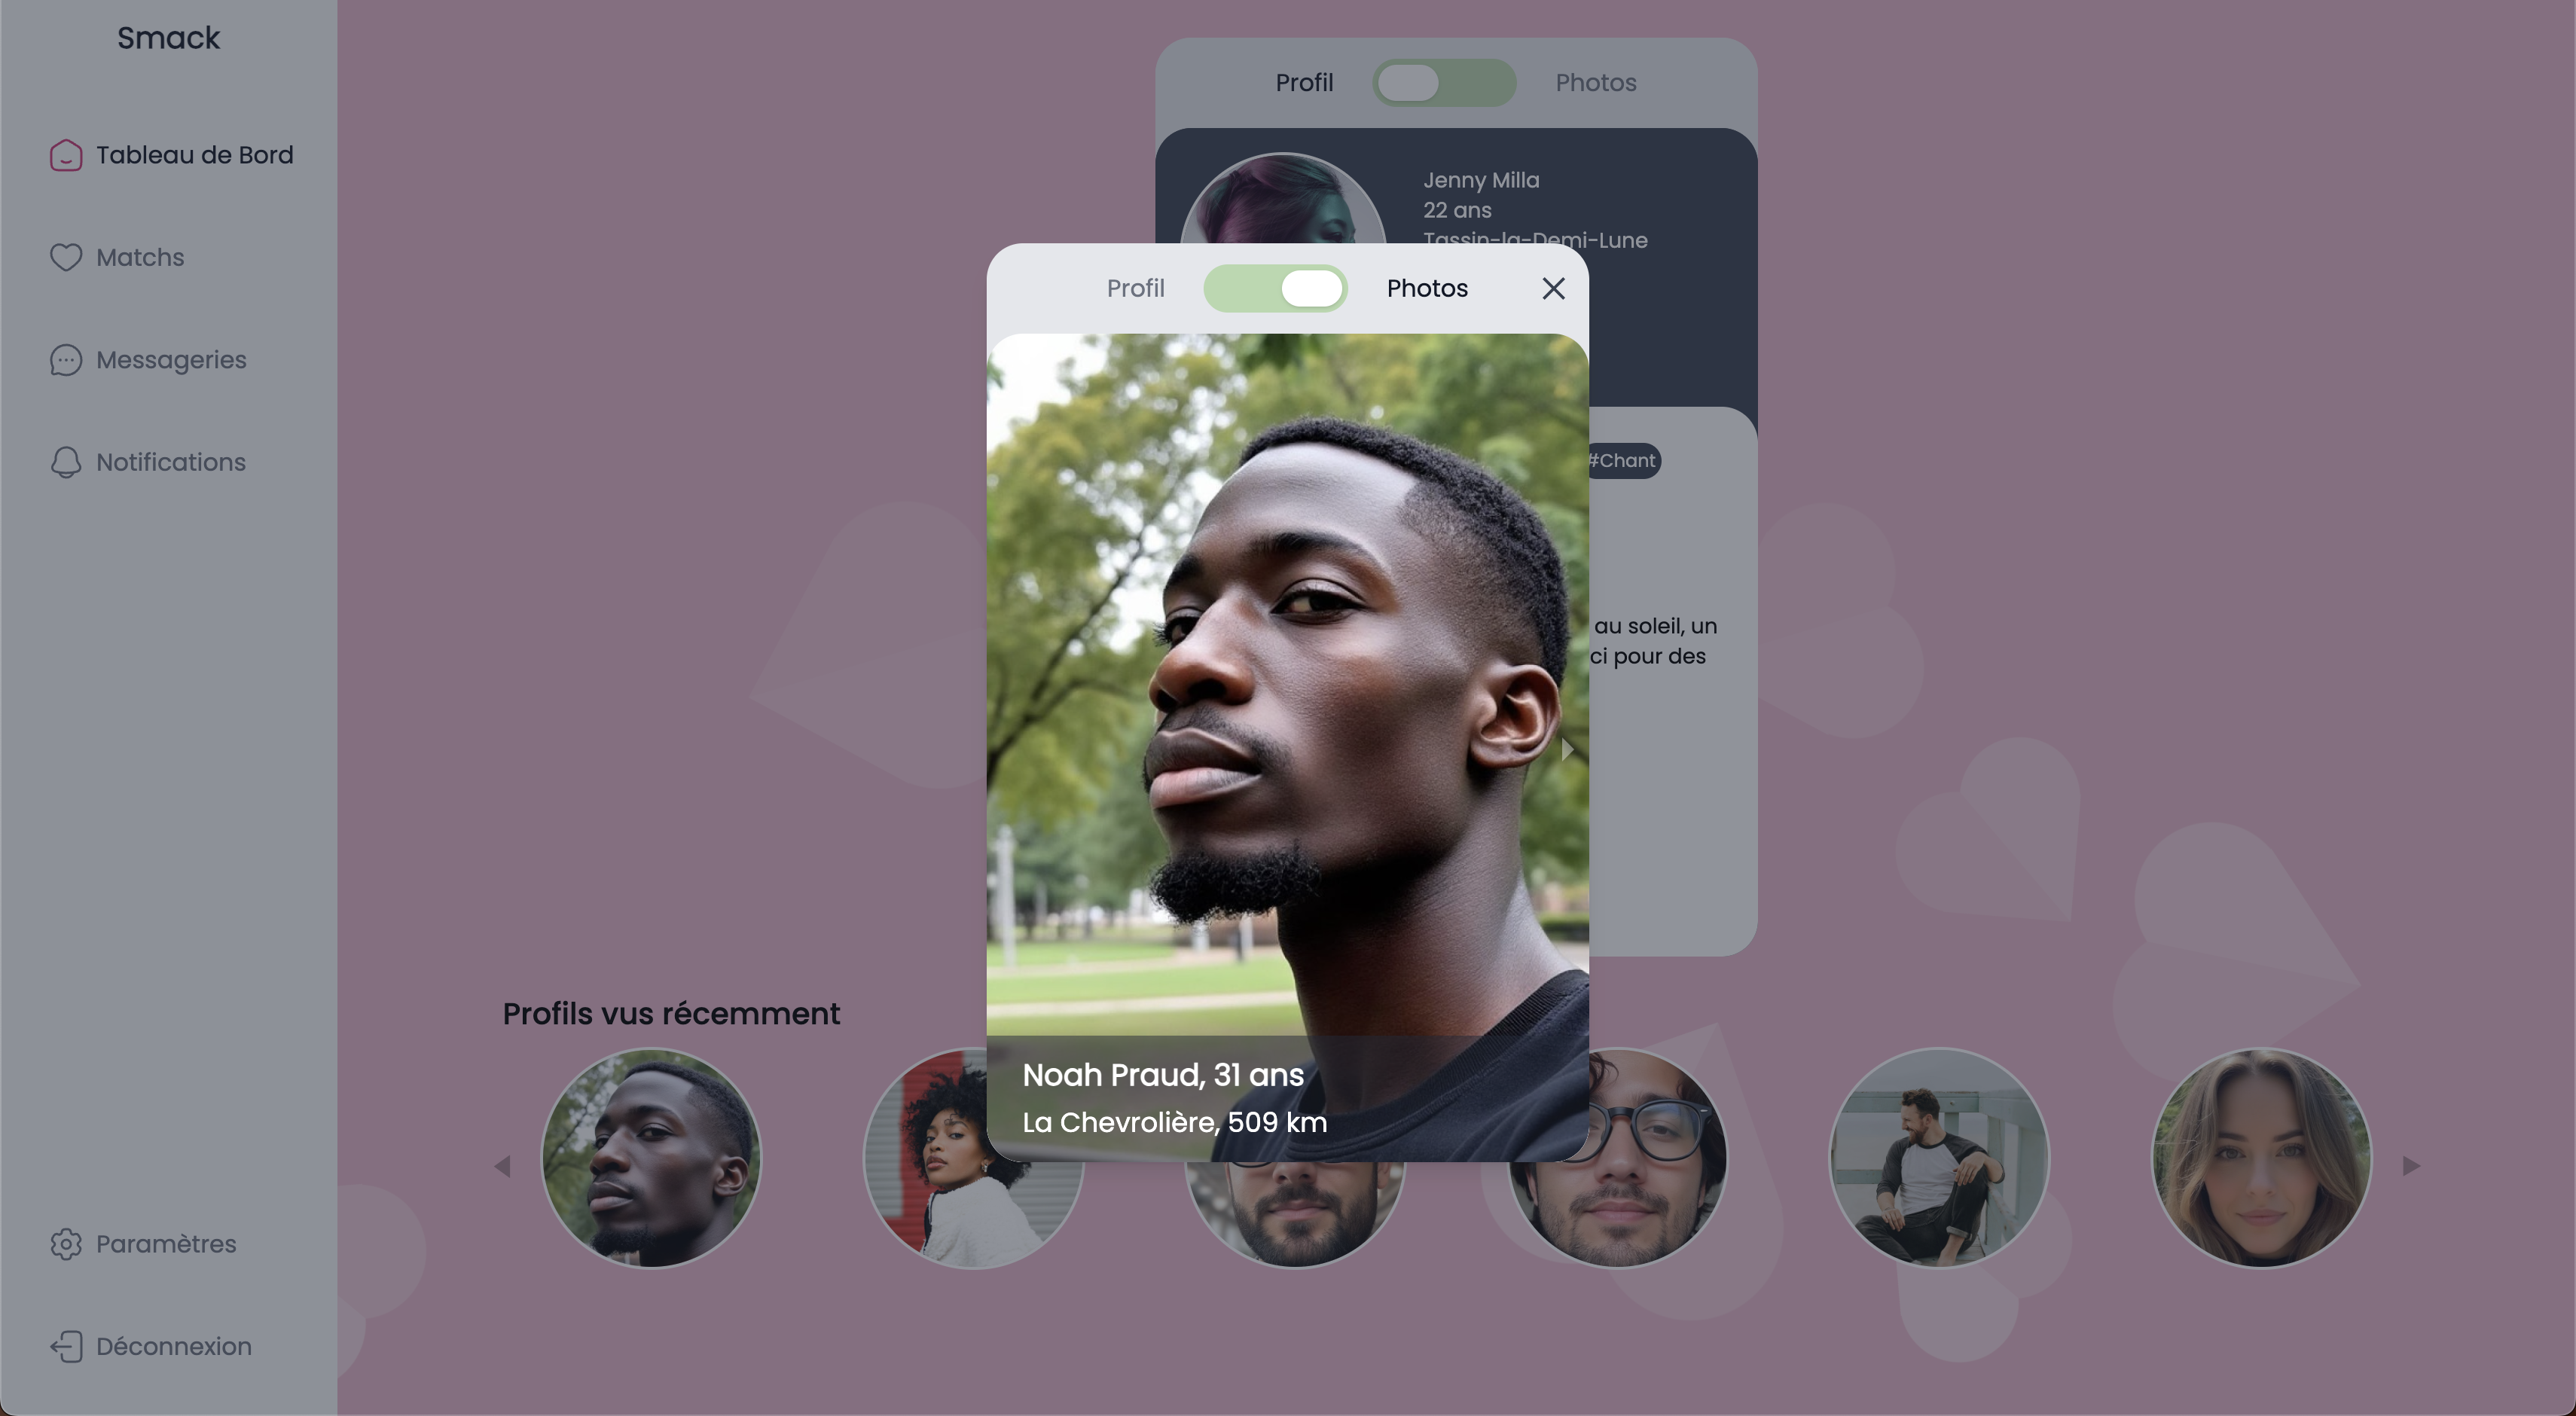 Smack
Tableau de Bord
Matchs
Messageries
Notifications
Paramètres
Déconnexion
Profil Photos
Jenny Milla
22 ans
Tassin-la-Demi-Lune
#Chant
au soleil, un
ci pour des
Profil Photos
Noah Praud, 31 ans
La Chevrolière, 509 km
Profils vus récemment